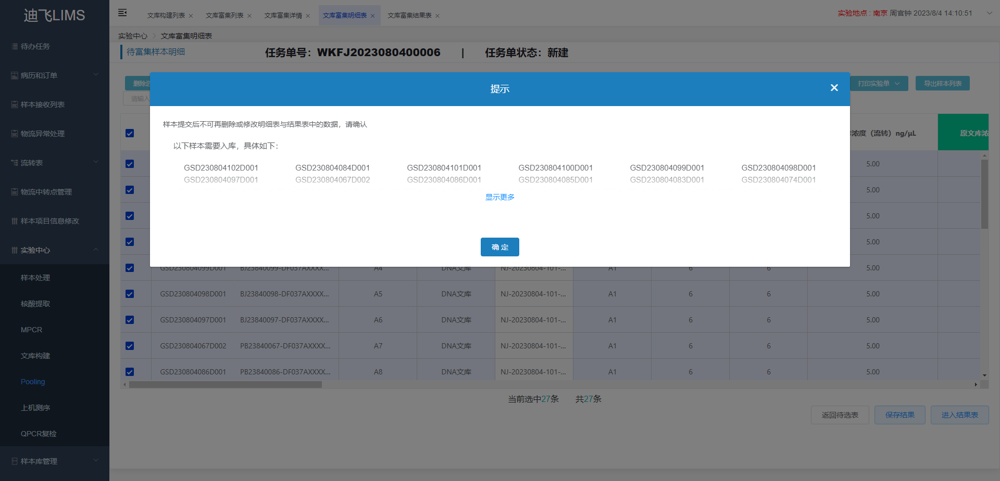 迪飞LIMS
待办任务
病历和订单
样本接收列表
物流异常处理
流转表
物流中转点管理
样本项目信息修改
实验中心
样本处理
核酸提取
MPCR
文库构建
Pooling
上机测序
QPCR复检
样本库管理
文库构建列表 文库富集列表 文库富集详情 文库富集明细表 文库富集结果表
实验地点 : 南京 周官钟 2023/8/4 14:10:51
实验中心 > 文库富集明细表
待富集样本明细 任务单号：WKFJ2023080400006 | 任务单状态：新建
打印实验单 导出样本列表
请输入
提示
样本提交后不可再删除或修改明细表与结果表中的数据，请确认
以下样本需要入库，具体如下：
GSD230804102D001 GSD230804084D001 GSD230804101D001 GSD230804100D001 GSD230804099D001 GSD230804098D001
GSD230804097D001 GSD230804067D002 GSD230804086D001 GSD230804085D001 GSD230804083D001 GSD230804074D001
显示更多
确 定
浓度（流转）ng/μL 原文库浓
5.00
5.00
5.00
5.00
GSD230804099D001 BJ23840099-DF037AXXXX... A4 DNA文库 NJ-20230804-101-... A1 6 6 5.00
GSD230804098D001 BJ23840098-DF037AXXXX... A5 DNA文库 NJ-20230804-101-... A1 6 6 5.00
GSD230804097D001 BJ23840097-DF037AXXXX... A6 DNA文库 NJ-20230804-101-... A1 6 6 5.00
GSD230804067D002 PB23840067-DF037AXXXX... A7 DNA文库 NJ-20230804-101-... A1 6 6 5.00
GSD230804086D001 PB23840086-DF037AXXXX... A8 DNA文库 NJ-20230804-101-... A1 6 6 5.00
当前选中27条 共27条
返回待选表 保存结果 进入结果表